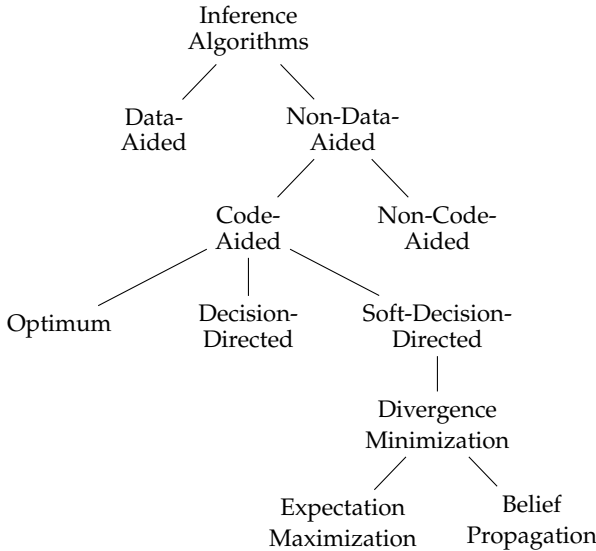 Inference
Algorithms
Data-
Aided
Non-Data-
Aided
Code-
Aided
Non-Code-
Aided
Optimum
Decision-
Directed
Soft-Decision-
Directed
Divergence
Minimization
Expectation
Maximization
Belief
Propagation